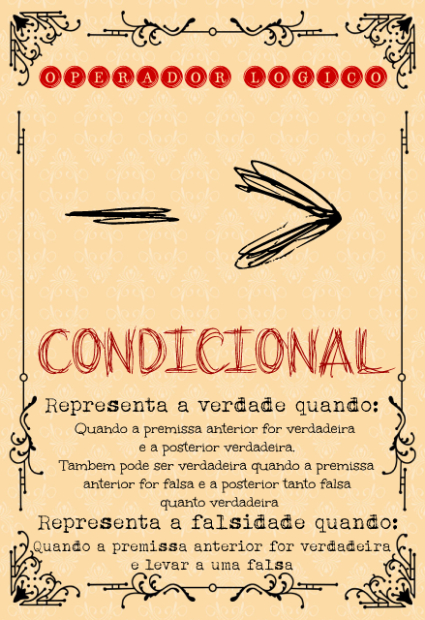 OPERADOR LOGICO
->
CONDICIONAL
Representa a verdade quando:
Quando a premissa anterior for verdadeira
e a posterior verdadeira.
Tambem pode ser verdadeira quando a premissa
anterior for falsa e a posterior tanto falsa
quanto verdadeira
Representa a falsidade quando:
Quando a premissa anterior for verdadeira
e levar a uma falsa